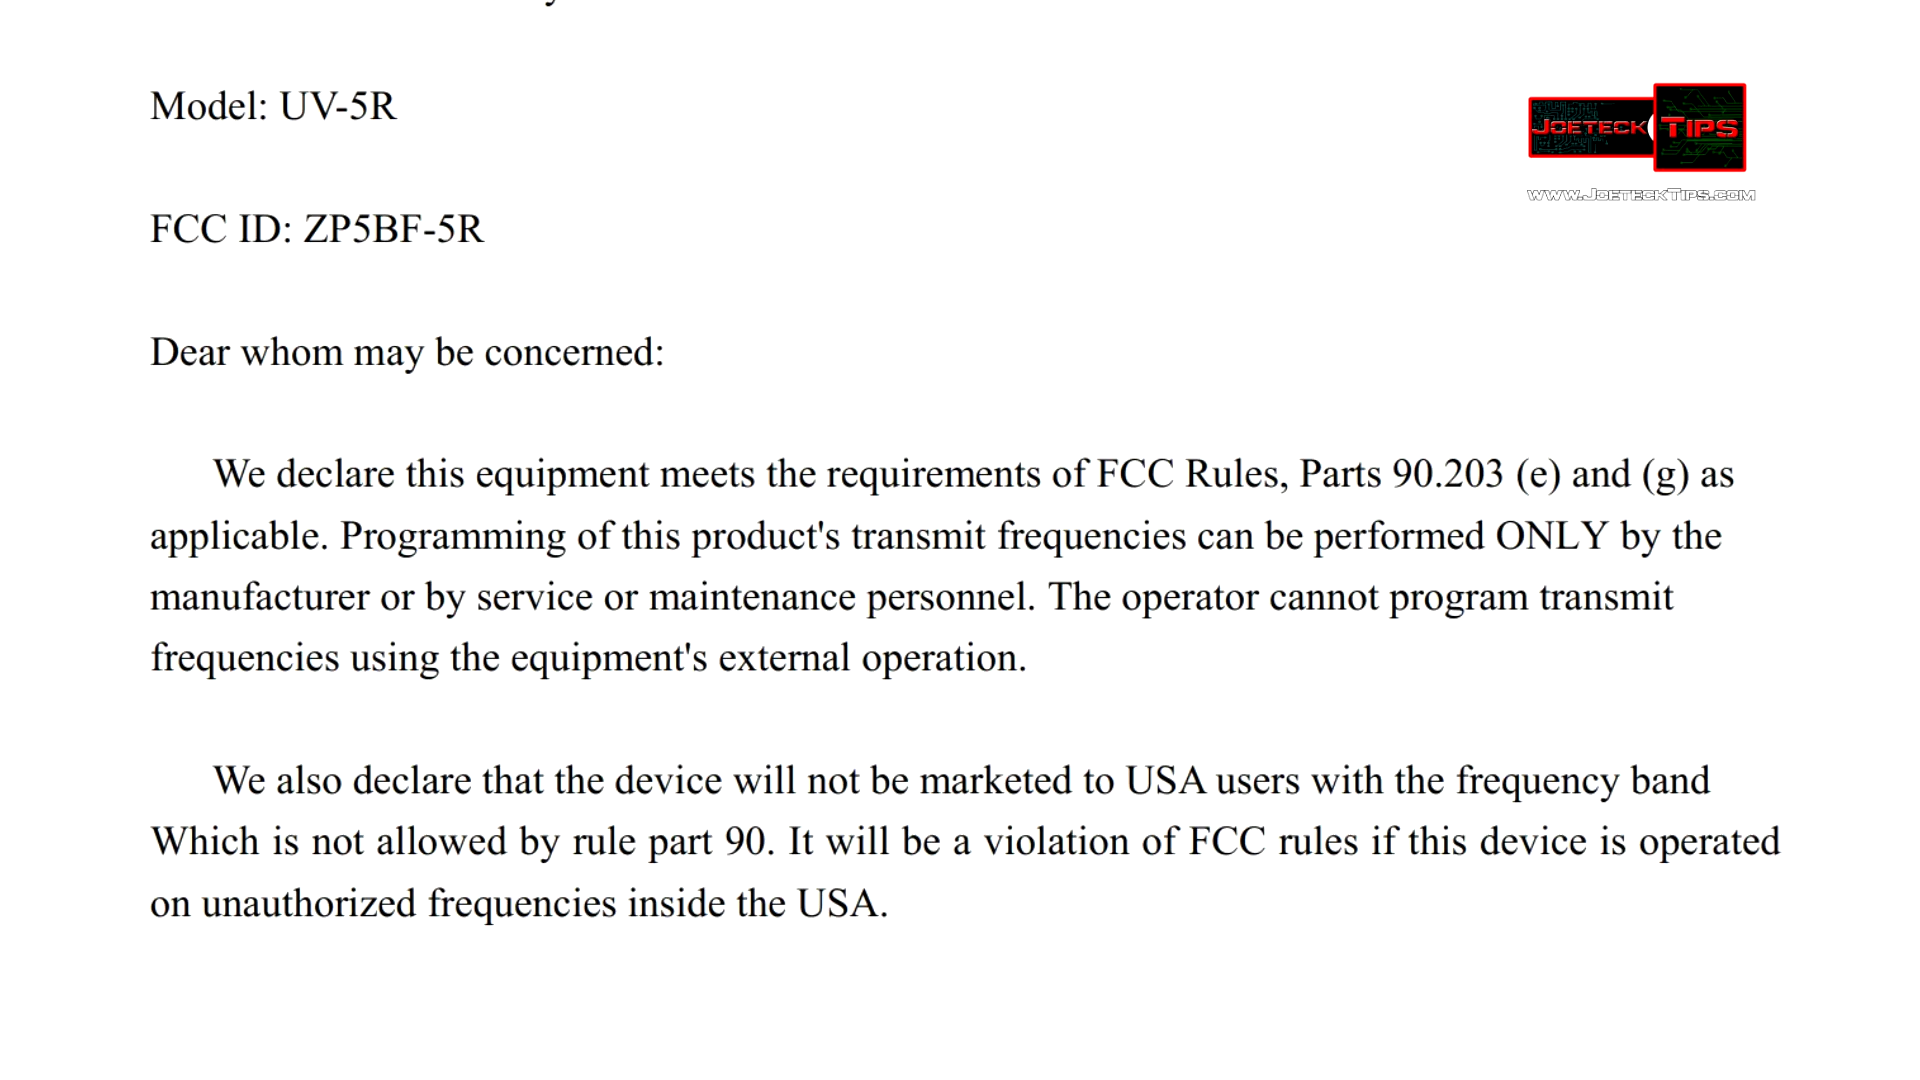 Model: UV-5R
JOETECK TIPS
WWW.JOETECKTIPS.COM
FCC ID: ZP5BF-5R
Dear whom may be concerned:
We declare this equipment meets the requirements of FCC Rules, Parts 90.203 (e) and (g) as
applicable. Programming of this product's transmit frequencies can be performed ONLY by the
manufacturer or by service or maintenance personnel. The operator cannot program transmit
frequencies using the equipment's external operation.
We also declare that the device will not be marketed to USA users with the frequency band
Which is not allowed by rule part 90. It will be a violation of FCC rules if this device is operated
on unauthorized frequencies inside the USA.